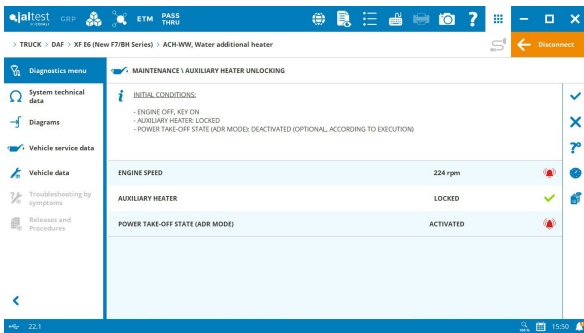 jaltest GRP ETM PASS THRU ?
> TRUCK > DAF > XF E6 (New F7/BH Series) > ACH-WW, Water additional heater
Disconnect
Diagnostics menu
MAINTENANCE \ AUXILIARY HEATER UNLOCKING
System technical data
Diagrams
Vehicle service data
Vehicle data
Troubleshooting by symptoms
Releases and Procedures
INITIAL CONDITIONS:
- ENGINE OFF, KEY ON
- AUXILIARY HEATER: LOCKED
- POWER TAKE-OFF STATE (ADR MODE): DEACTIVATED (OPTIONAL, ACCORDING TO EXECUTION)
ENGINE SPEED 224 rpm
AUXILIARY HEATER LOCKED
POWER TAKE-OFF STATE (ADR MODE) ACTIVATED
22.1
100 %
15:50